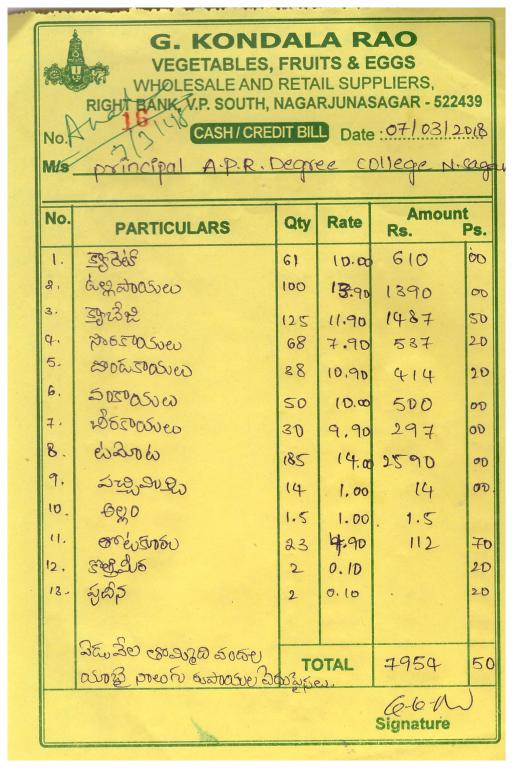 G. KONDALA RAO
VEGETABLES, FRUITS & EGGS
WHOLESALE AND RETAIL SUPPLIERS,
RIGHT BANK, V.P. SOUTH, NAGARJUNASAGAR - 522439
No. 16 CASH / CREDIT BILL Date : 07/03/2018
M/s principal A.P.R. Degree college N. sagar
No. PARTICULARS Qty Rate Amount Rs. Ps.
1. క్యారెట్ 61 10.00 610 00
2. ఉల్లిపాయలు 100 13.90 1390 00
3. క్యాబేజి 125 11.90 1487 50
4. సొరకాయలు 68 7.90 537 20
5. దొండకాయలు 38 10.90 414 20
6. వంకాయలు 50 10.00 500 00
7. బీరకాయలు 30 9.90 297 00
8. టమోట 185 14.00 2590 00
9. పచ్చిమిర్చి 14 1.00 14 00
10. అల్లం 1.5 1.00 1.5
11. తోటకూర 23 4.90 112 70
12. కొత్తిమీర 2 0.10 20
13. పుదీన 2 0.10 20
ఏడు వేల తొమ్మిది వందల
యాభై నాలుగు రూపాయల పైసలు.
TOTAL 7954 50
Signature